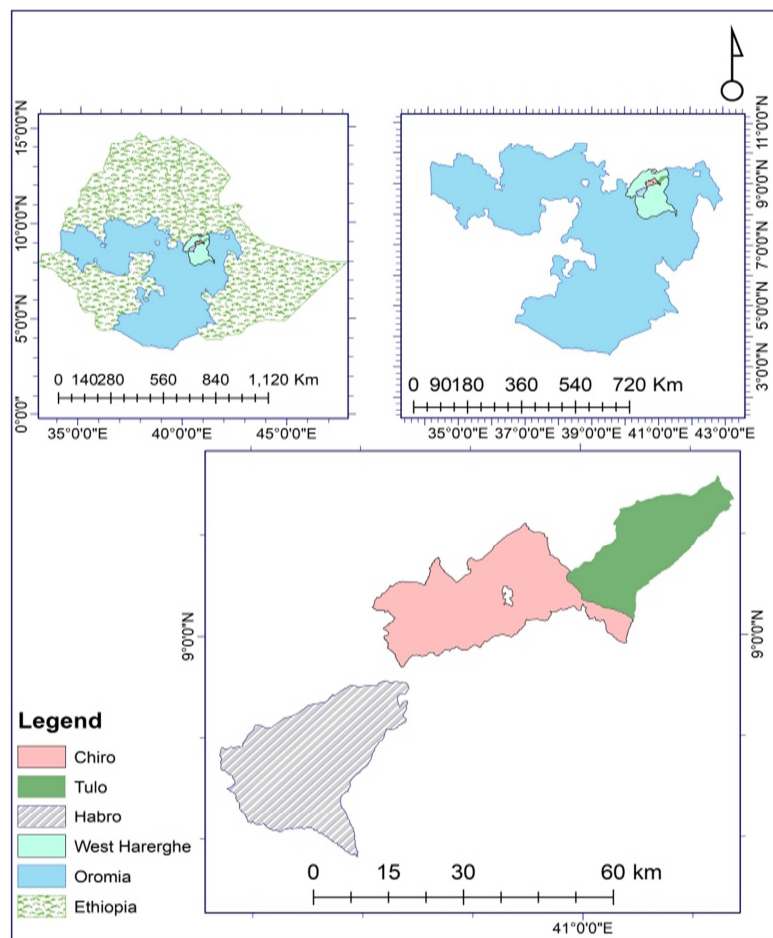 15°0'0"N
10°0'0"N
5°0'0"N
0°0'0"
0 140280 560 840 1,120 Km
35°0'0"E 40°0'0"E 45°0'0"E
11°0'0"N
9°0'0"N
7°0'0"N
5°0'0"N
3°0'0"N
0 90180 360 540 720 Km
35°0'0"E 37°0'0"E 39°0'0"E 41°0'0"E 43°0'0"E
9°0'0"N
9°0'0"N
Legend
Chiro
Tulo
Habro
West Harerghe
Oromia
Ethiopia
0 15 30 60 km
41°0'0"E